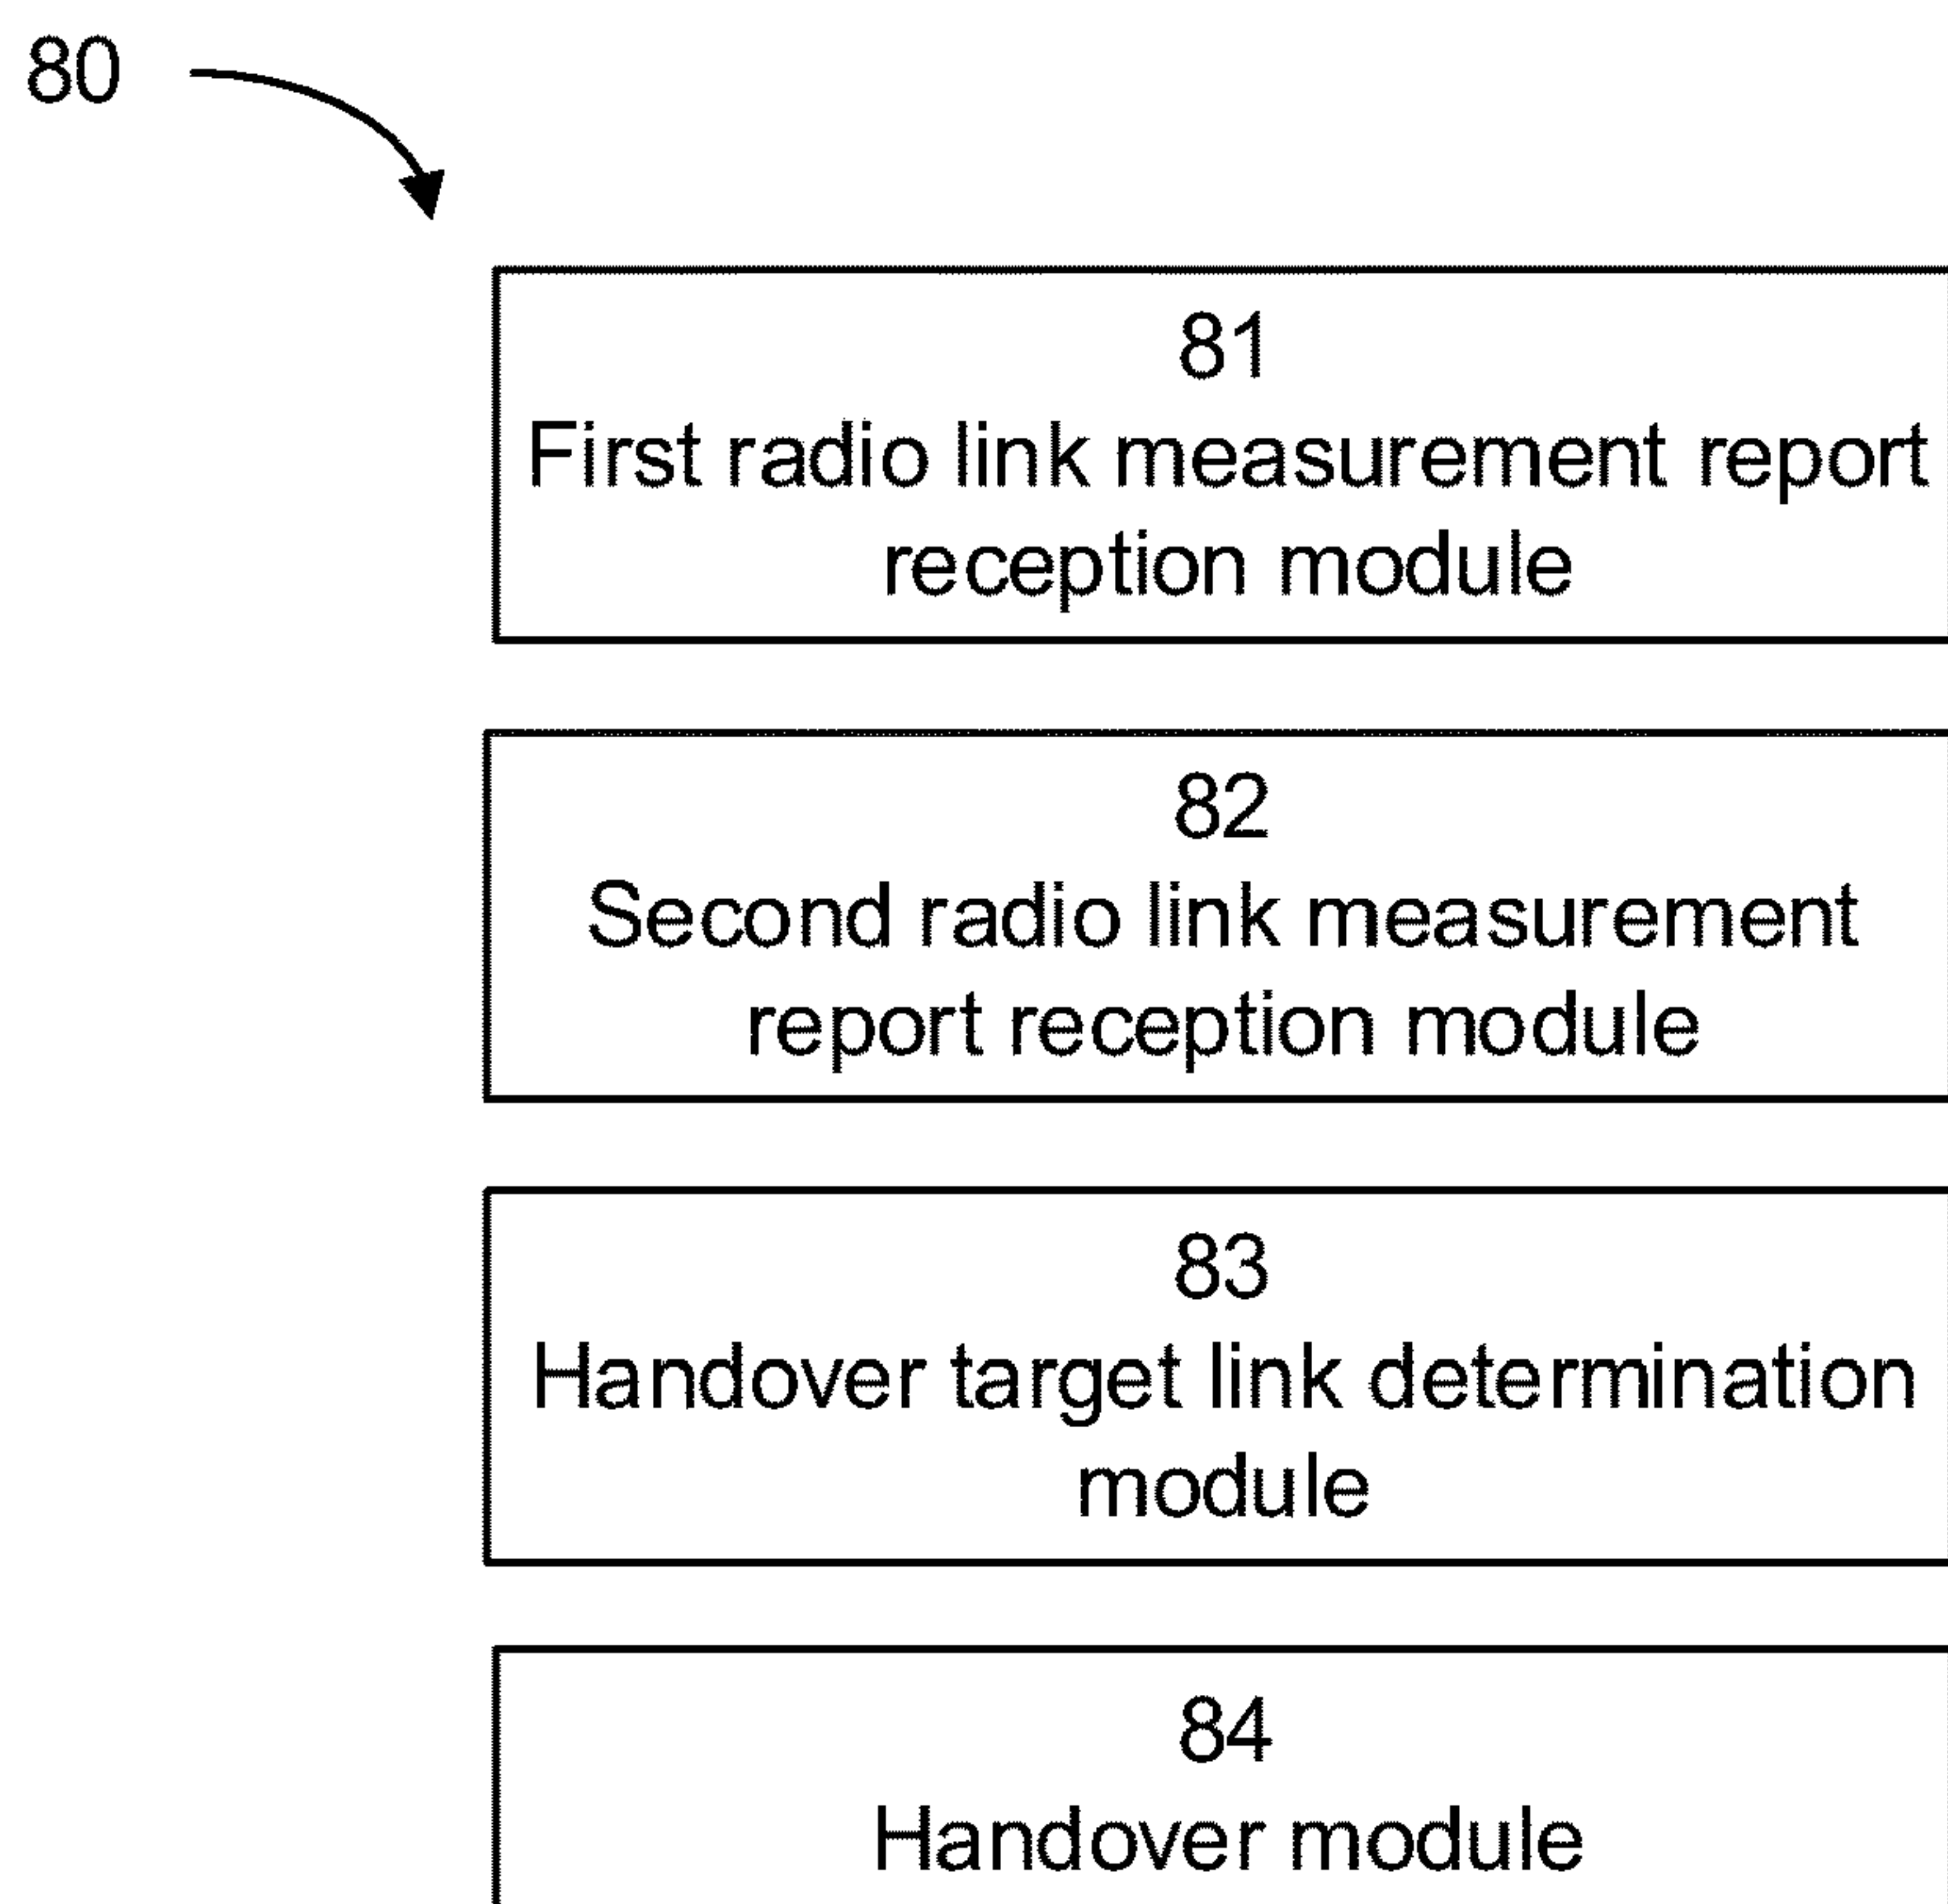 80
81
First radio link measurement report
reception module
82
Second radio link measurement
report reception module
83
Handover target link determination
module
84
Handover module